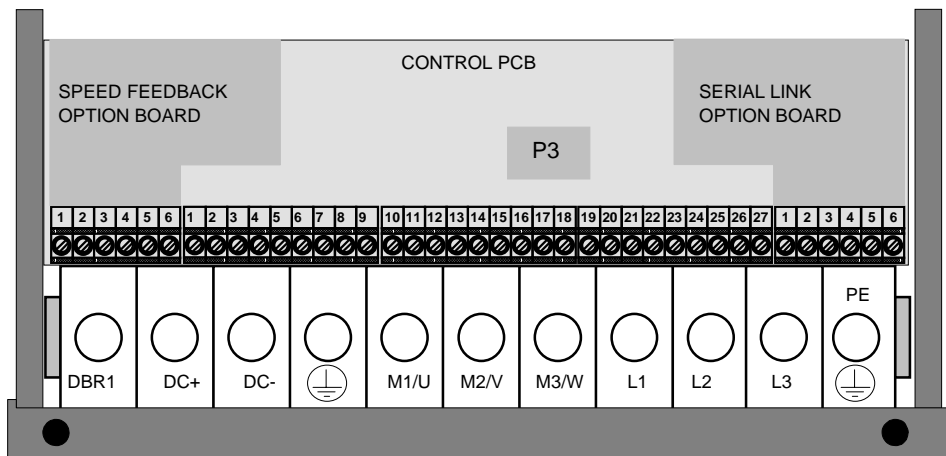 CONTROL PCB
SPEED FEEDBACK
OPTION BOARD
SERIAL LINK
OPTION BOARD
P3
1 2 3 4 5 6 1 2 3 4 5 6 7 8 9 10 11 12 13 14 15 16 17 18 19 20 21 22 23 24 25 26 27 1 2 3 4 5 6
PE
DBR1 DC+ DC- M1/U M2/V M3/W L1 L2 L3